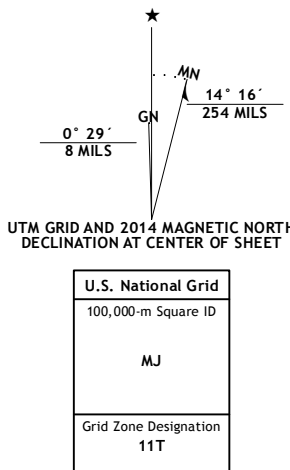 ★
MN
GN
14° 16´
254 MILS
0° 29´
8 MILS
UTM GRID AND 2014 MAGNETIC NORTH
DECLINATION AT CENTER OF SHEET
U.S. National Grid
100,000-m Square ID
MJ
Grid Zone Designation
11T